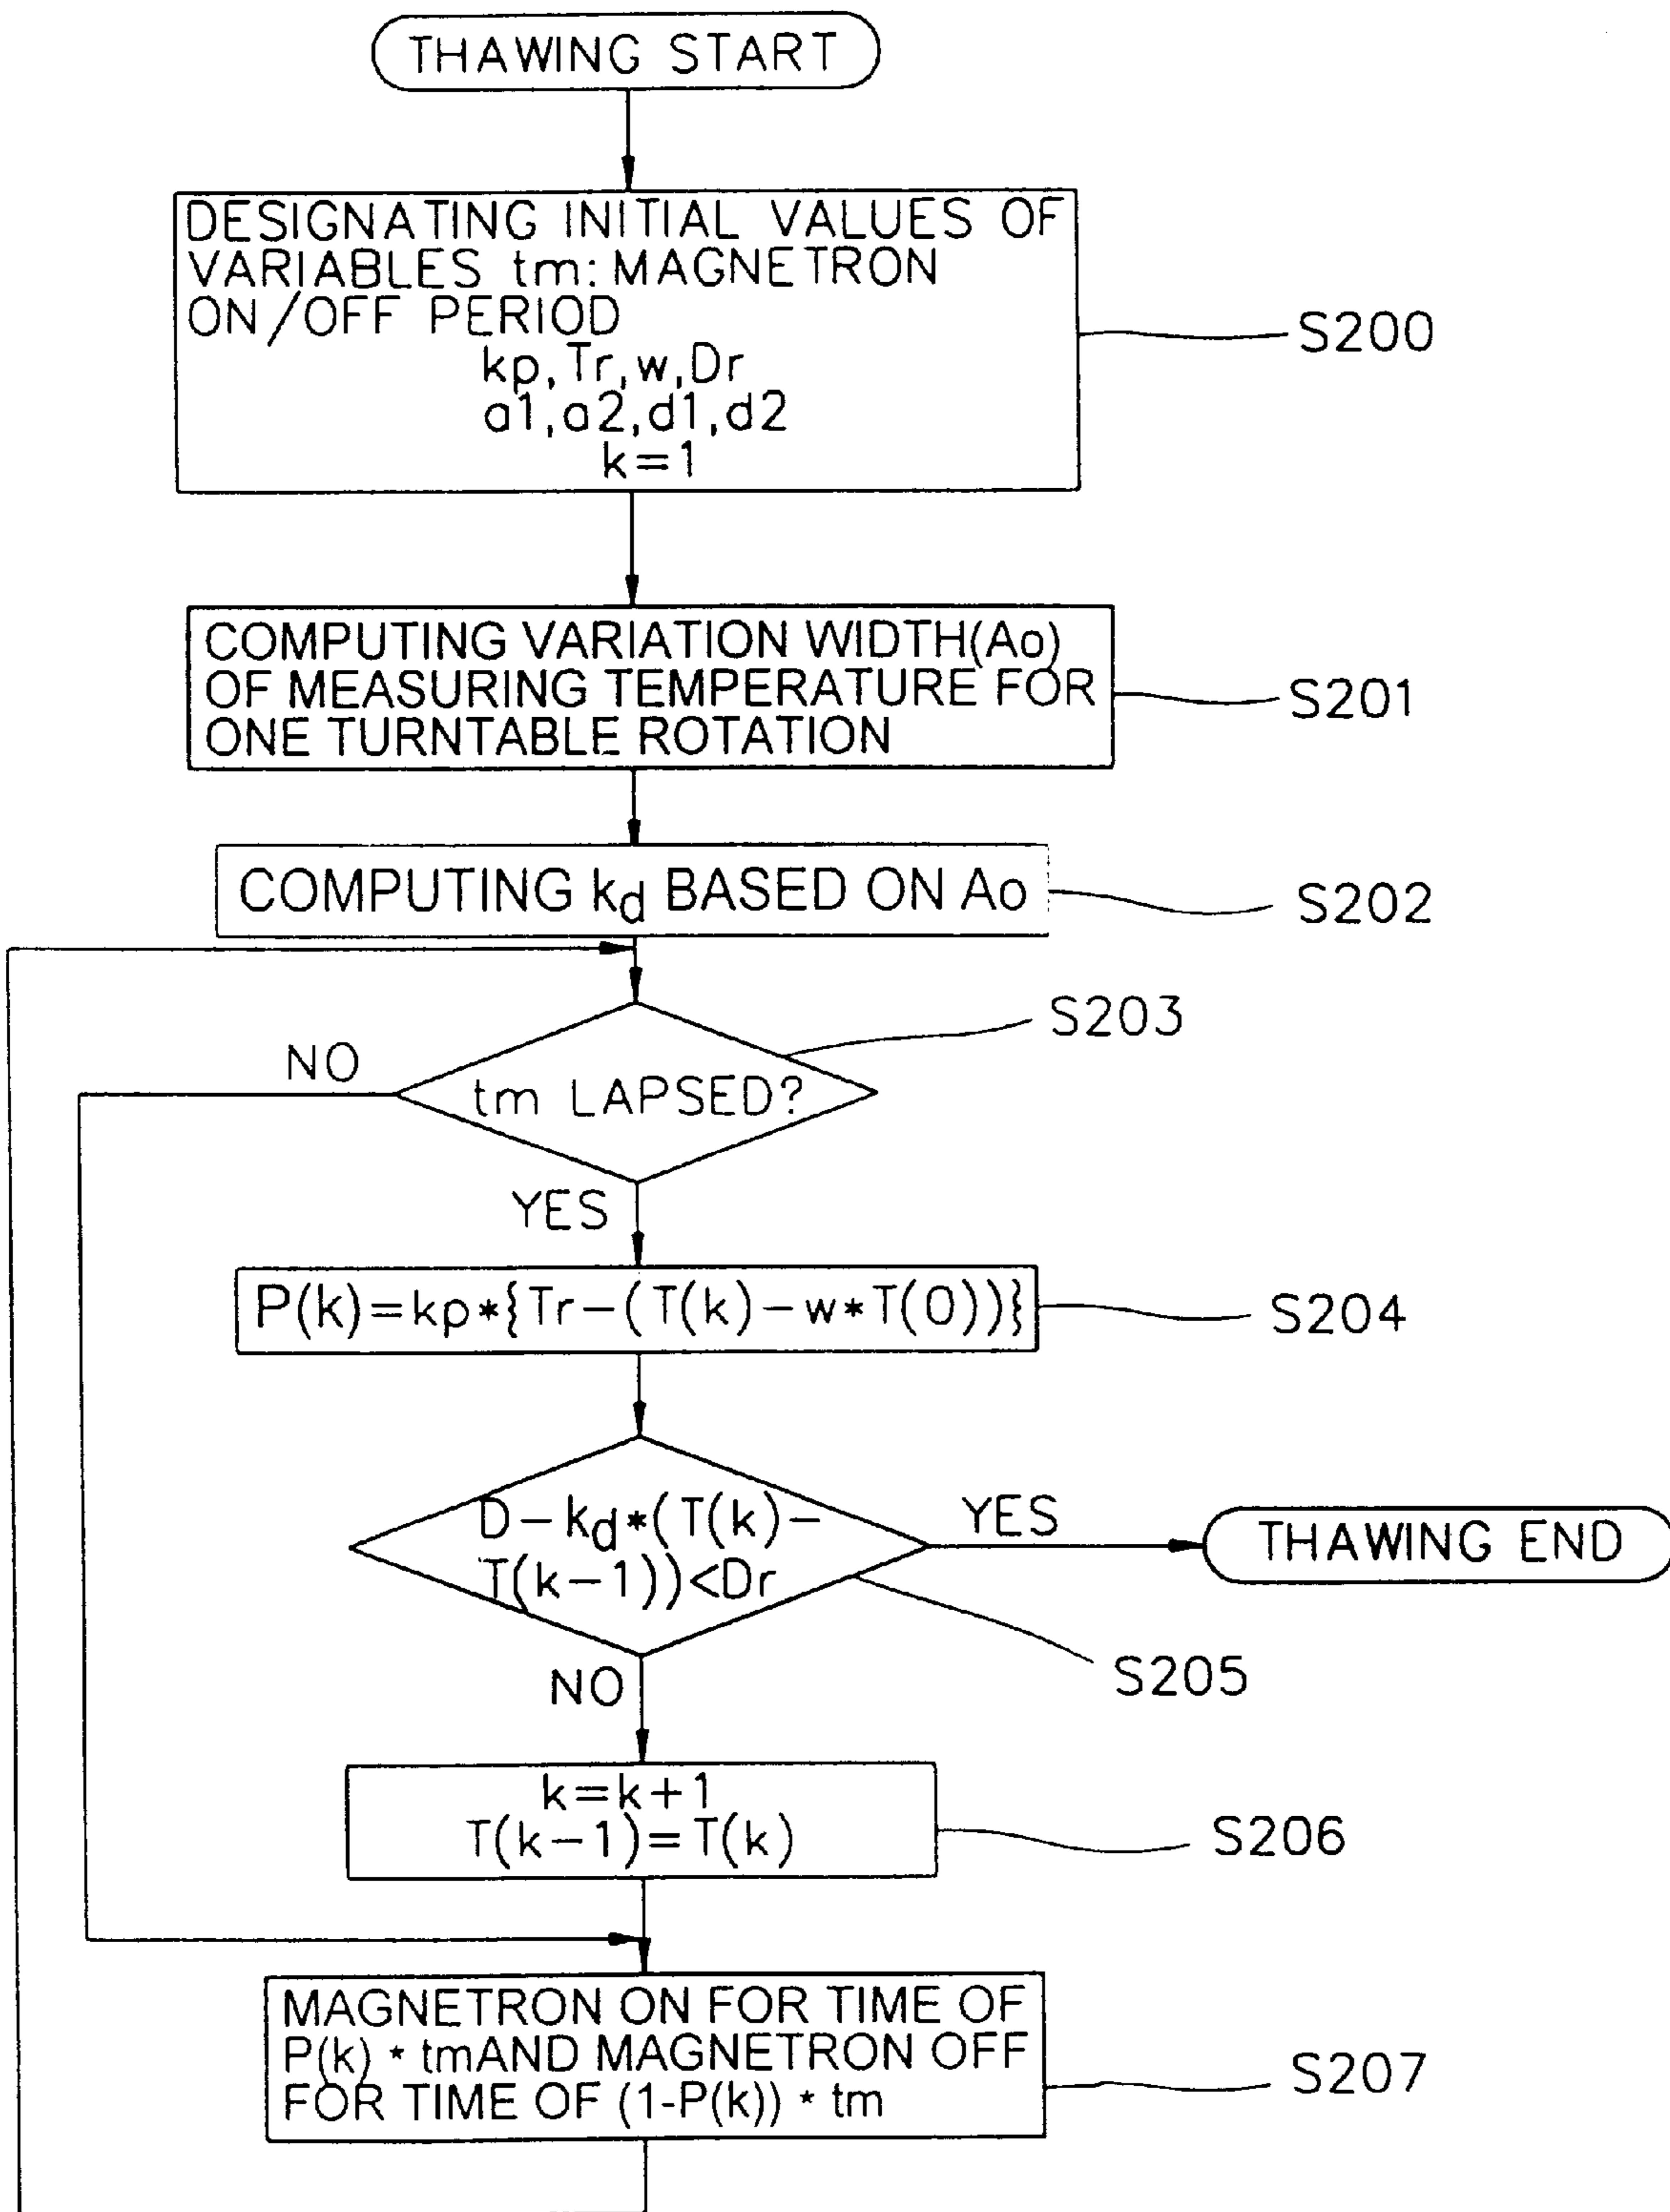 THAWING START
DESIGNATING INITIAL VALUES OF
VARIABLES tm: MAGNETRON
ON/OFF PERIOD
kp, Tr, w, Dr
a1, a2, d1, d2
k=1
S200
COMPUTING VARIATION WIDTH(Ao)
OF MEASURING TEMPERATURE FOR
ONE TURNTABLE ROTATION
S201
COMPUTING kd BASED ON Ao
S202
S203
NO
tm LAPSED?
YES
P(k)=kp*{Tr-(T(k)-w*T(0))}
S204
D-kd*(T(k)-
T(k-1))<Dr
YES
THAWING END
S205
NO
k=k+1
T(k-1)=T(k)
S206
MAGNETRON ON FOR TIME OF
P(k) * tmAND MAGNETRON OFF
FOR TIME OF (1-P(k)) * tm
S207